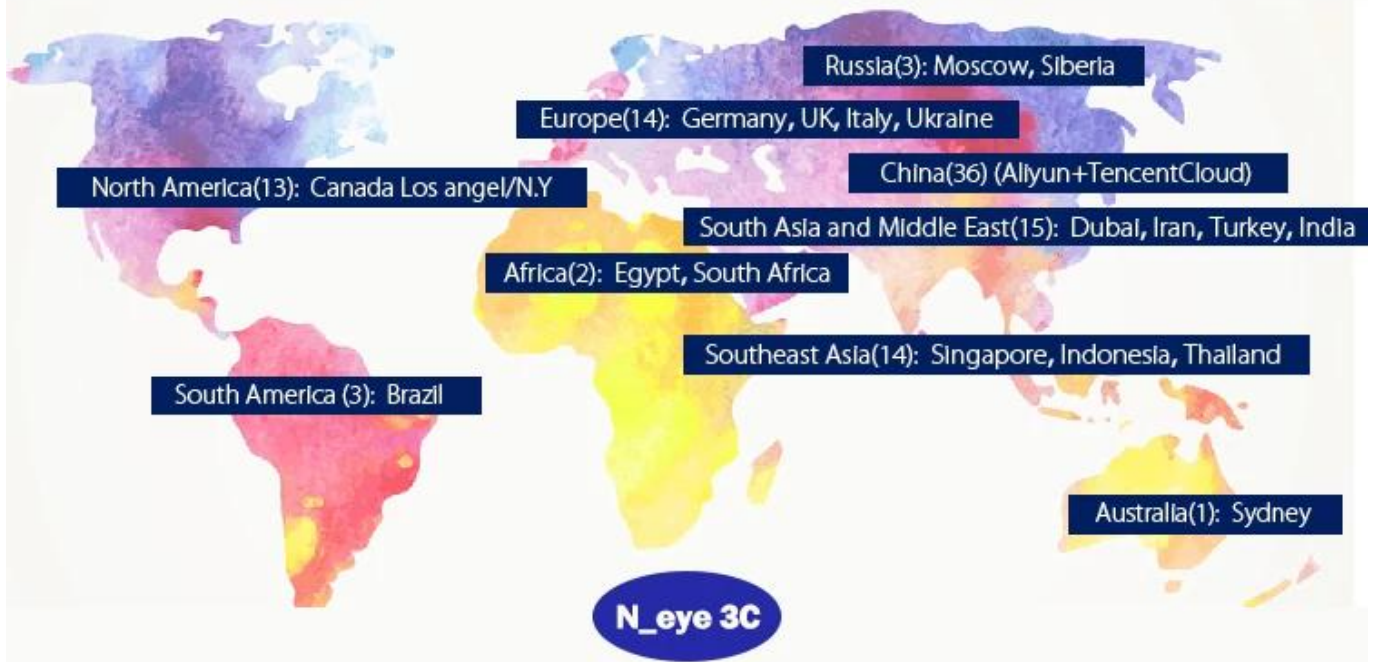 Russia(3): Moscow, Siberia
Europe(14): Germany, UK, Italy, Ukraine
China(36) (Aliyun+TencentCloud)
North America(13): Canada Los angel/N.Y
South Asia and Middle East(15): Dubai, Iran, Turkey, India
Africa(2): Egypt, South Africa
Southeast Asia(14): Singapore, Indonesia, Thailand
South America (3): Brazil
Australia(1): Sydney
N_eye 3C